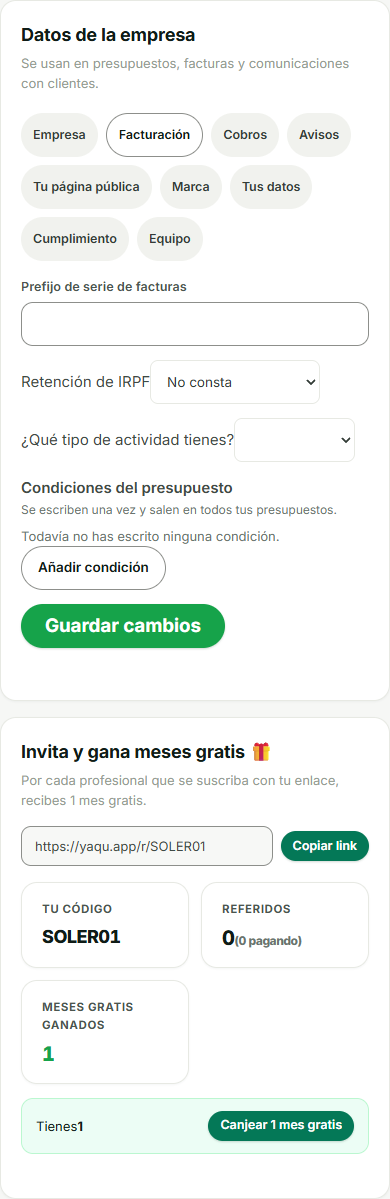 Datos de la empresa
Se usan en presupuestos, facturas y comunicaciones
con clientes.
Empresa
Facturación
Cobros
Avisos
Tu página pública
Marca
Tus datos
Cumplimiento
Equipo
Prefijo de serie de facturas
Retención de IRPF No consta
¿Qué tipo de actividad tienes?
Condiciones del presupuesto
Se escriben una vez y salen en todos tus presupuestos.
Todavía no has escrito ninguna condición.
Añadir condición
Guardar cambios
Invita y gana meses gratis 🎁
Por cada profesional que se suscriba con tu enlace,
recibes 1 mes gratis.
https://yaqu.app/r/SOLER01
Copiar link
TU CÓDIGO
SOLER01
REFERIDOS
0(0 pagando)
MESES GRATIS
GANADOS
1
Tienes1
Canjear 1 mes gratis